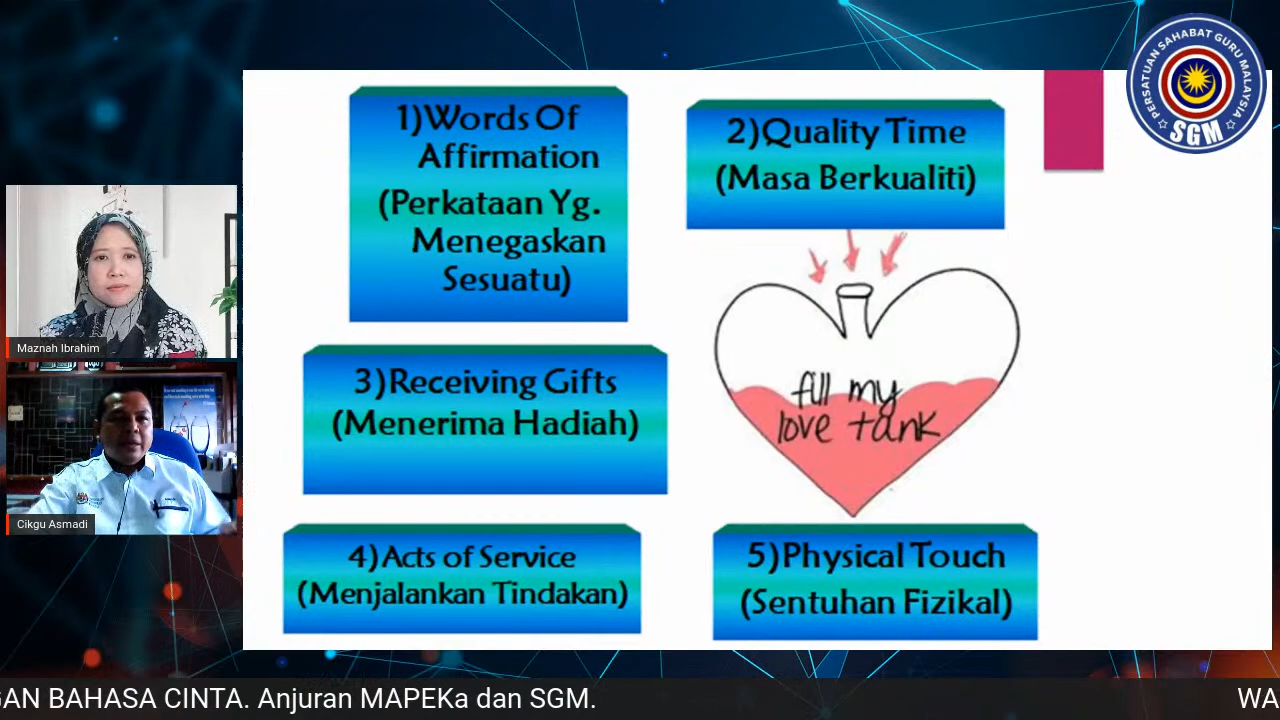 1)Words Of
Affirmation
(Perkataan Yg.
Menegaskan
Sesuatu)
2)Quality Time
(Masa Berkualiti)
3)Receiving Gifts
(Menerima Hadiah)
fill my
love tank
4)Acts of Service
(Menjalankan Tindakan)
5)Physical Touch
(Sentuhan Fizikal)
PERSATUAN SAHABAT GURU MALAYSIA
SGM
Maznah Ibrahim
Cikgu Asmadi
GAN BAHASA CINTA. Anjuran MAPEKa dan SGM.
WA